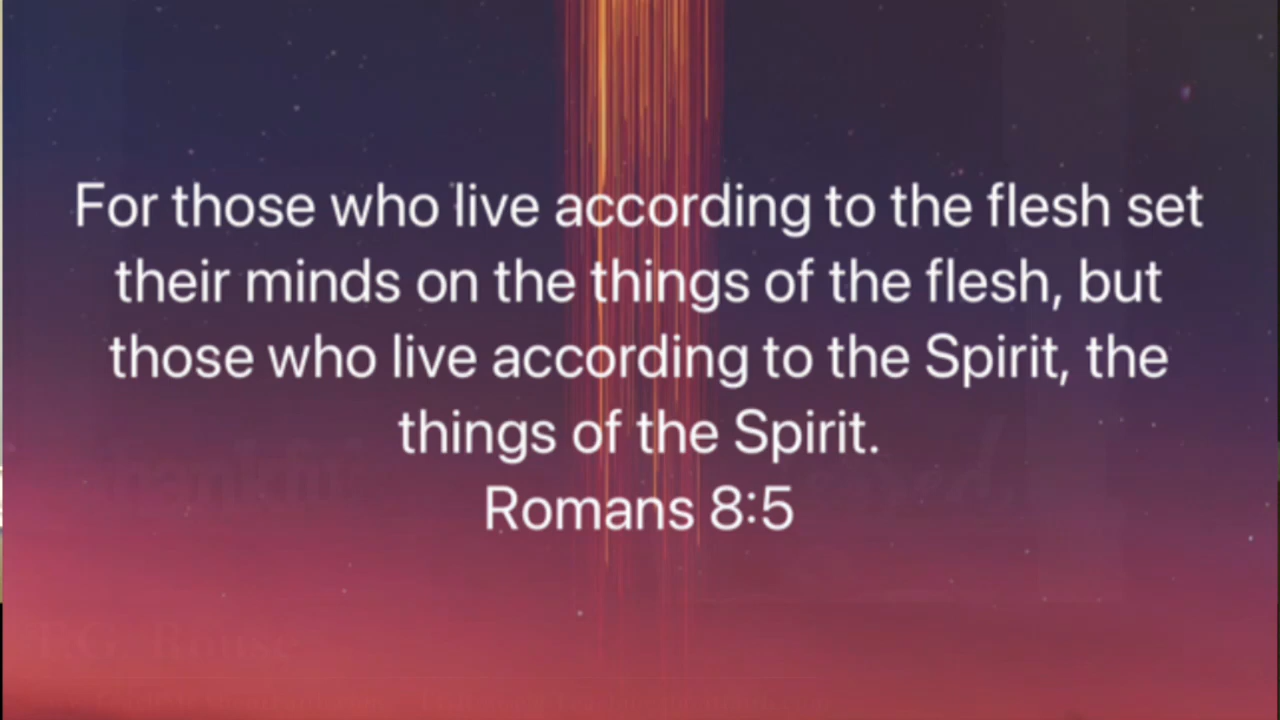 For those who live according to the flesh set
their minds on the things of the flesh, but
those who live according to the Spirit, the
things of the Spirit.
Romans 8:5
F.G. Rouse